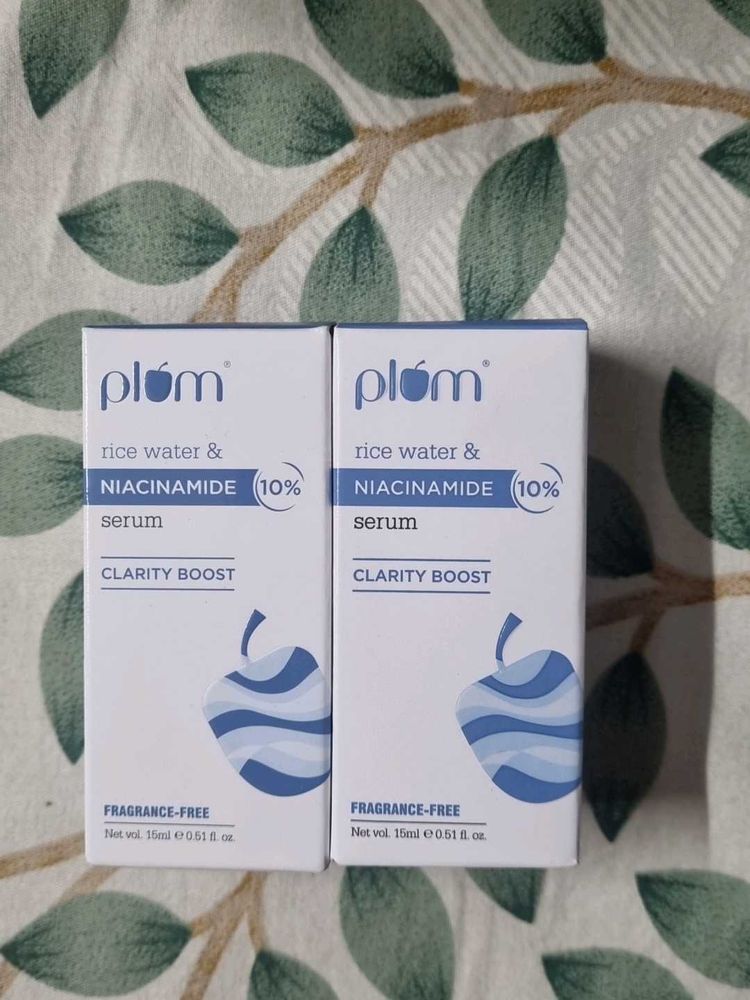 plum®
rice water &
NIACINAMIDE 10%
serum
CLARITY BOOST
FRAGRANCE-FREE
Net vol. 15ml e 0.51 fl. oz.
plum®
rice water &
NIACINAMIDE 10%
serum
CLARITY BOOST
FRAGRANCE-FREE
Net vol. 15ml e 0.51 fl. oz.